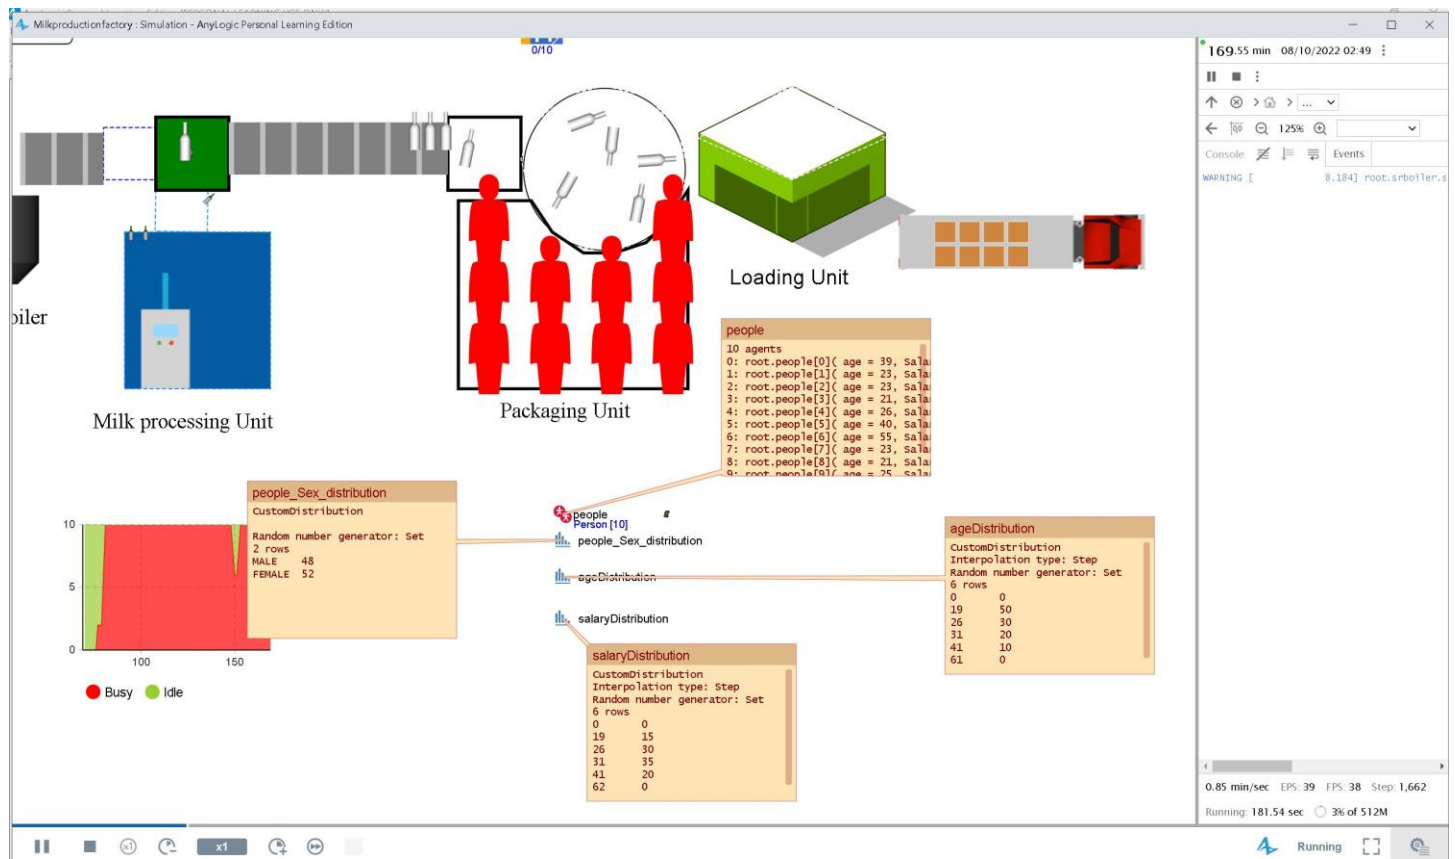 Milkproductionfactory : Simulation - AnyLogic Personal Learning Edition
0/10
169.55 min 08/10/2022 02:49
...
125%
Console
Events
WARNING [ 8.184] root.srboiler.s
Loading Unit
oiler
Milk processing Unit
Packaging Unit
people
10 agents
0: root.people[0]( age = 39, Sala
1: root.people[1]( age = 23, Sala
2: root.people[2]( age = 23, Sala
3: root.people[3]( age = 21, Sala
4: root.people[4]( age = 26, Sala
5: root.people[5]( age = 40, Sala
6: root.people[6]( age = 55, Sala
7: root.people[7]( age = 23, Sala
8: root.people[8]( age = 21, Sala
9: root.people[9]( age = 25, Sala
people_Sex_distribution
CustomDistribution
Random number generator: Set
2 rows
MALE 48
FEMALE 52
10
5
0
100 150
Busy Idle
people
Person [10]
people_Sex_distribution
ageDistribution
salaryDistribution
ageDistribution
CustomDistribution
Interpolation type: Step
Random number generator: Set
6 rows
0 0
19 50
26 30
31 20
41 10
61 0
salaryDistribution
CustomDistribution
Interpolation type: Step
Random number generator: Set
6 rows
0 0
19 15
26 30
31 35
41 20
62 0
0.85 min/sec EPS: 39 FPS: 38 Step: 1,662
Running: 181.54 sec 3% of 512M
x1
x1
Running